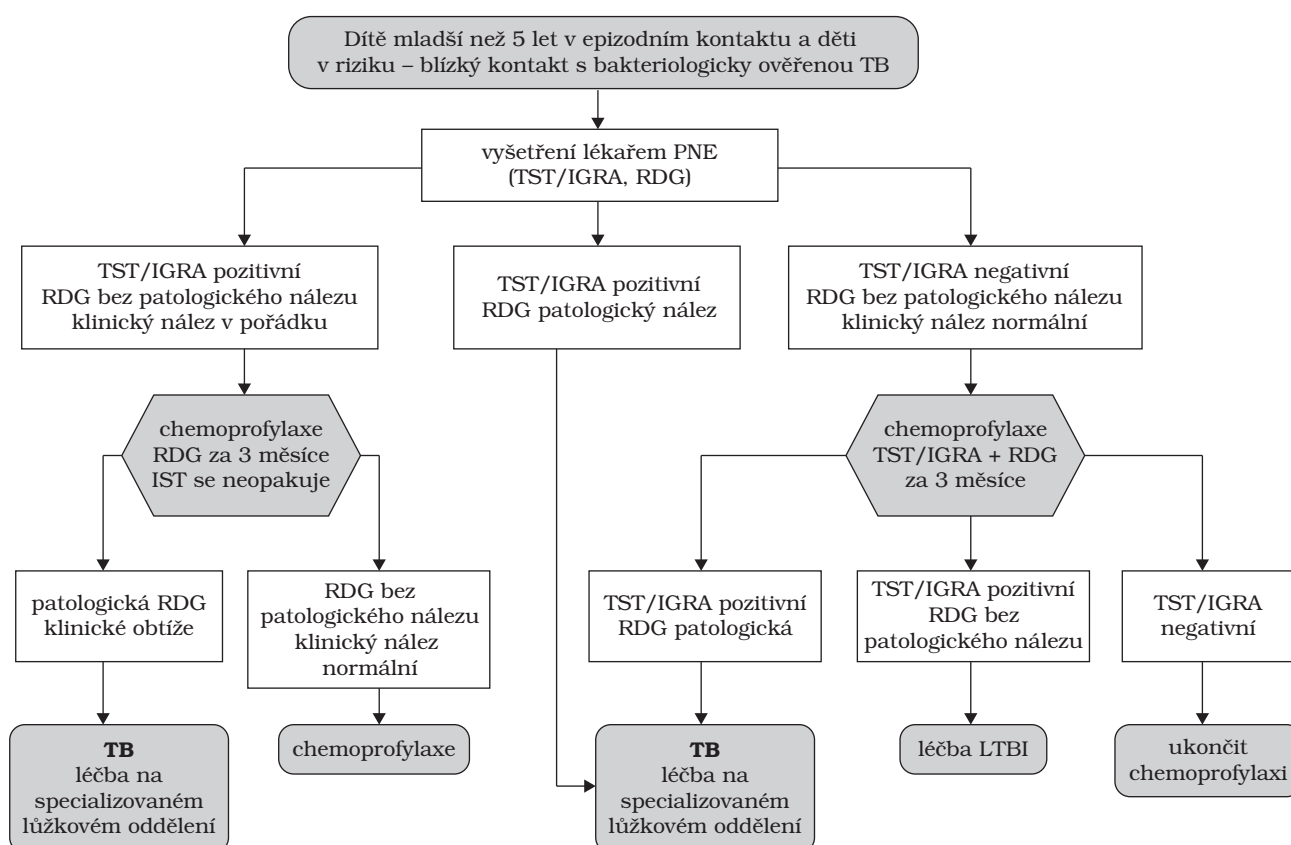 Dítě mladší než 5 let v epizodním kontaktu a děti
v riziku – blízký kontakt s bakteriologicky ověřenou TB
vyšetření lékařem PNE
(TST/IGRA, RDG)
TST/IGRA pozitivní
RDG bez patologického nálezu
klinický nález v pořádku
TST/IGRA pozitivní
RDG patologický nález
TST/IGRA negativní
RDG bez patologického nálezu
klinický nález normální
chemoprofylaxe
RDG za 3 měsíce
IST se neopakuje
chemoprofylaxe
TST/IGRA + RDG
za 3 měsíce
patologická RDG
klinické obtíže
RDG bez
patologického nálezu
klinický nález
normální
TST/IGRA pozitivní
RDG patologická
TST/IGRA pozitivní
RDG bez
patologického nálezu
TST/IGRA
negativní
TB
léčba na
specializovaném
lůžkovém oddělení
chemoprofylaxe
TB
léčba na
specializovaném
lůžkovém oddělení
léčba LTBI
ukončit
chemoprofylaxi